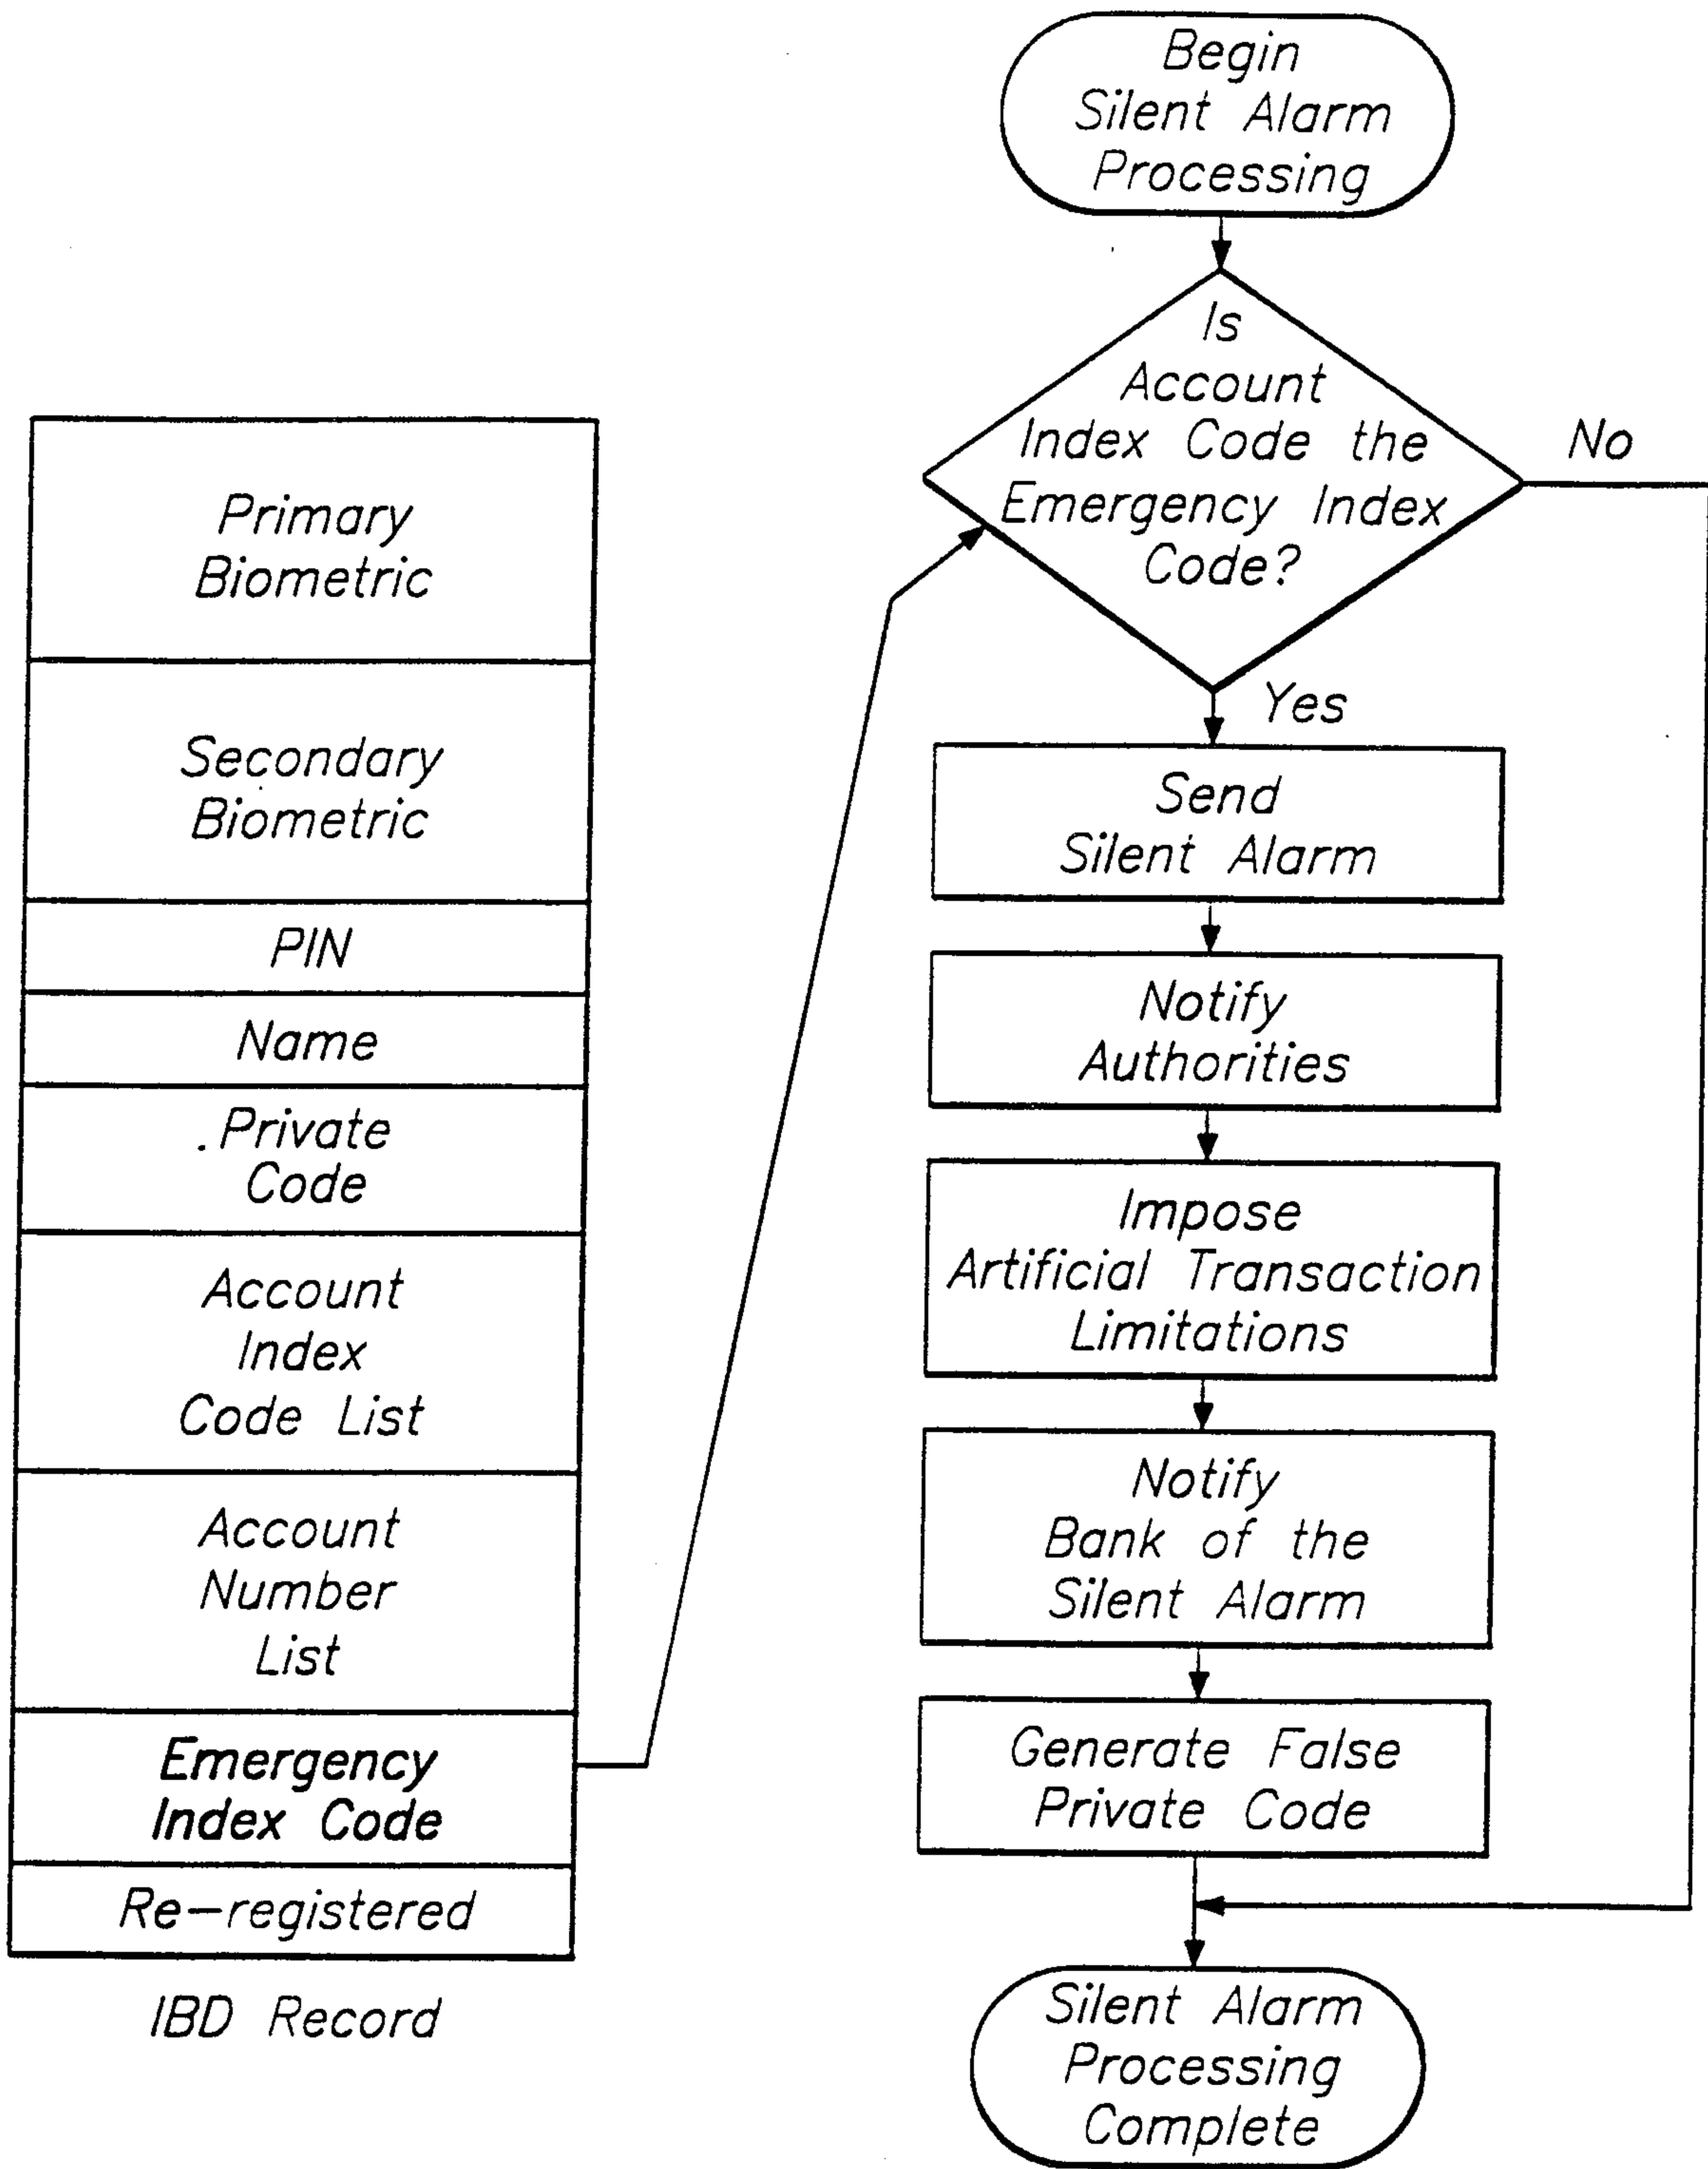 Begin
Silent Alarm
Processing
Is
Account
Index Code the
Emergency Index
Code?
No
Yes
Send
Silent Alarm
Notify
Authorities
Impose
Artificial Transaction
Limitations
Notify
Bank of the
Silent Alarm
Generate False
Private Code
Silent Alarm
Processing
Complete
Primary
Biometric
Secondary
Biometric
PIN
Name
Private
Code
Account
Index
Code List
Account
Number
List
Emergency
Index Code
Re-registered
IBD Record